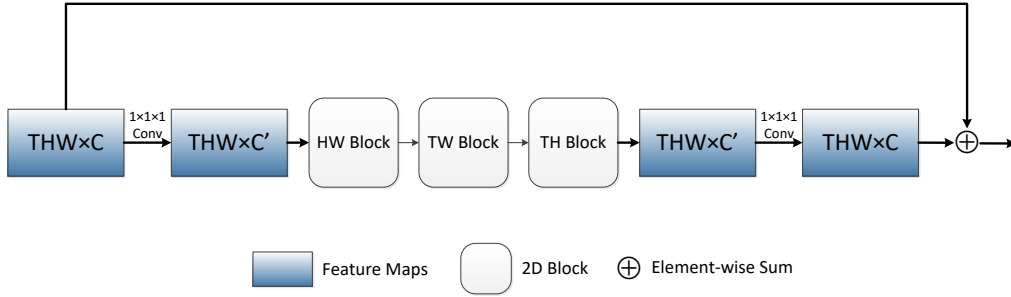 THW×C
1×1×1
Conv
THW×C'
HW Block
TW Block
TH Block
THW×C'
1×1×1
Conv
THW×C
Feature Maps
2D Block
Element-wise Sum